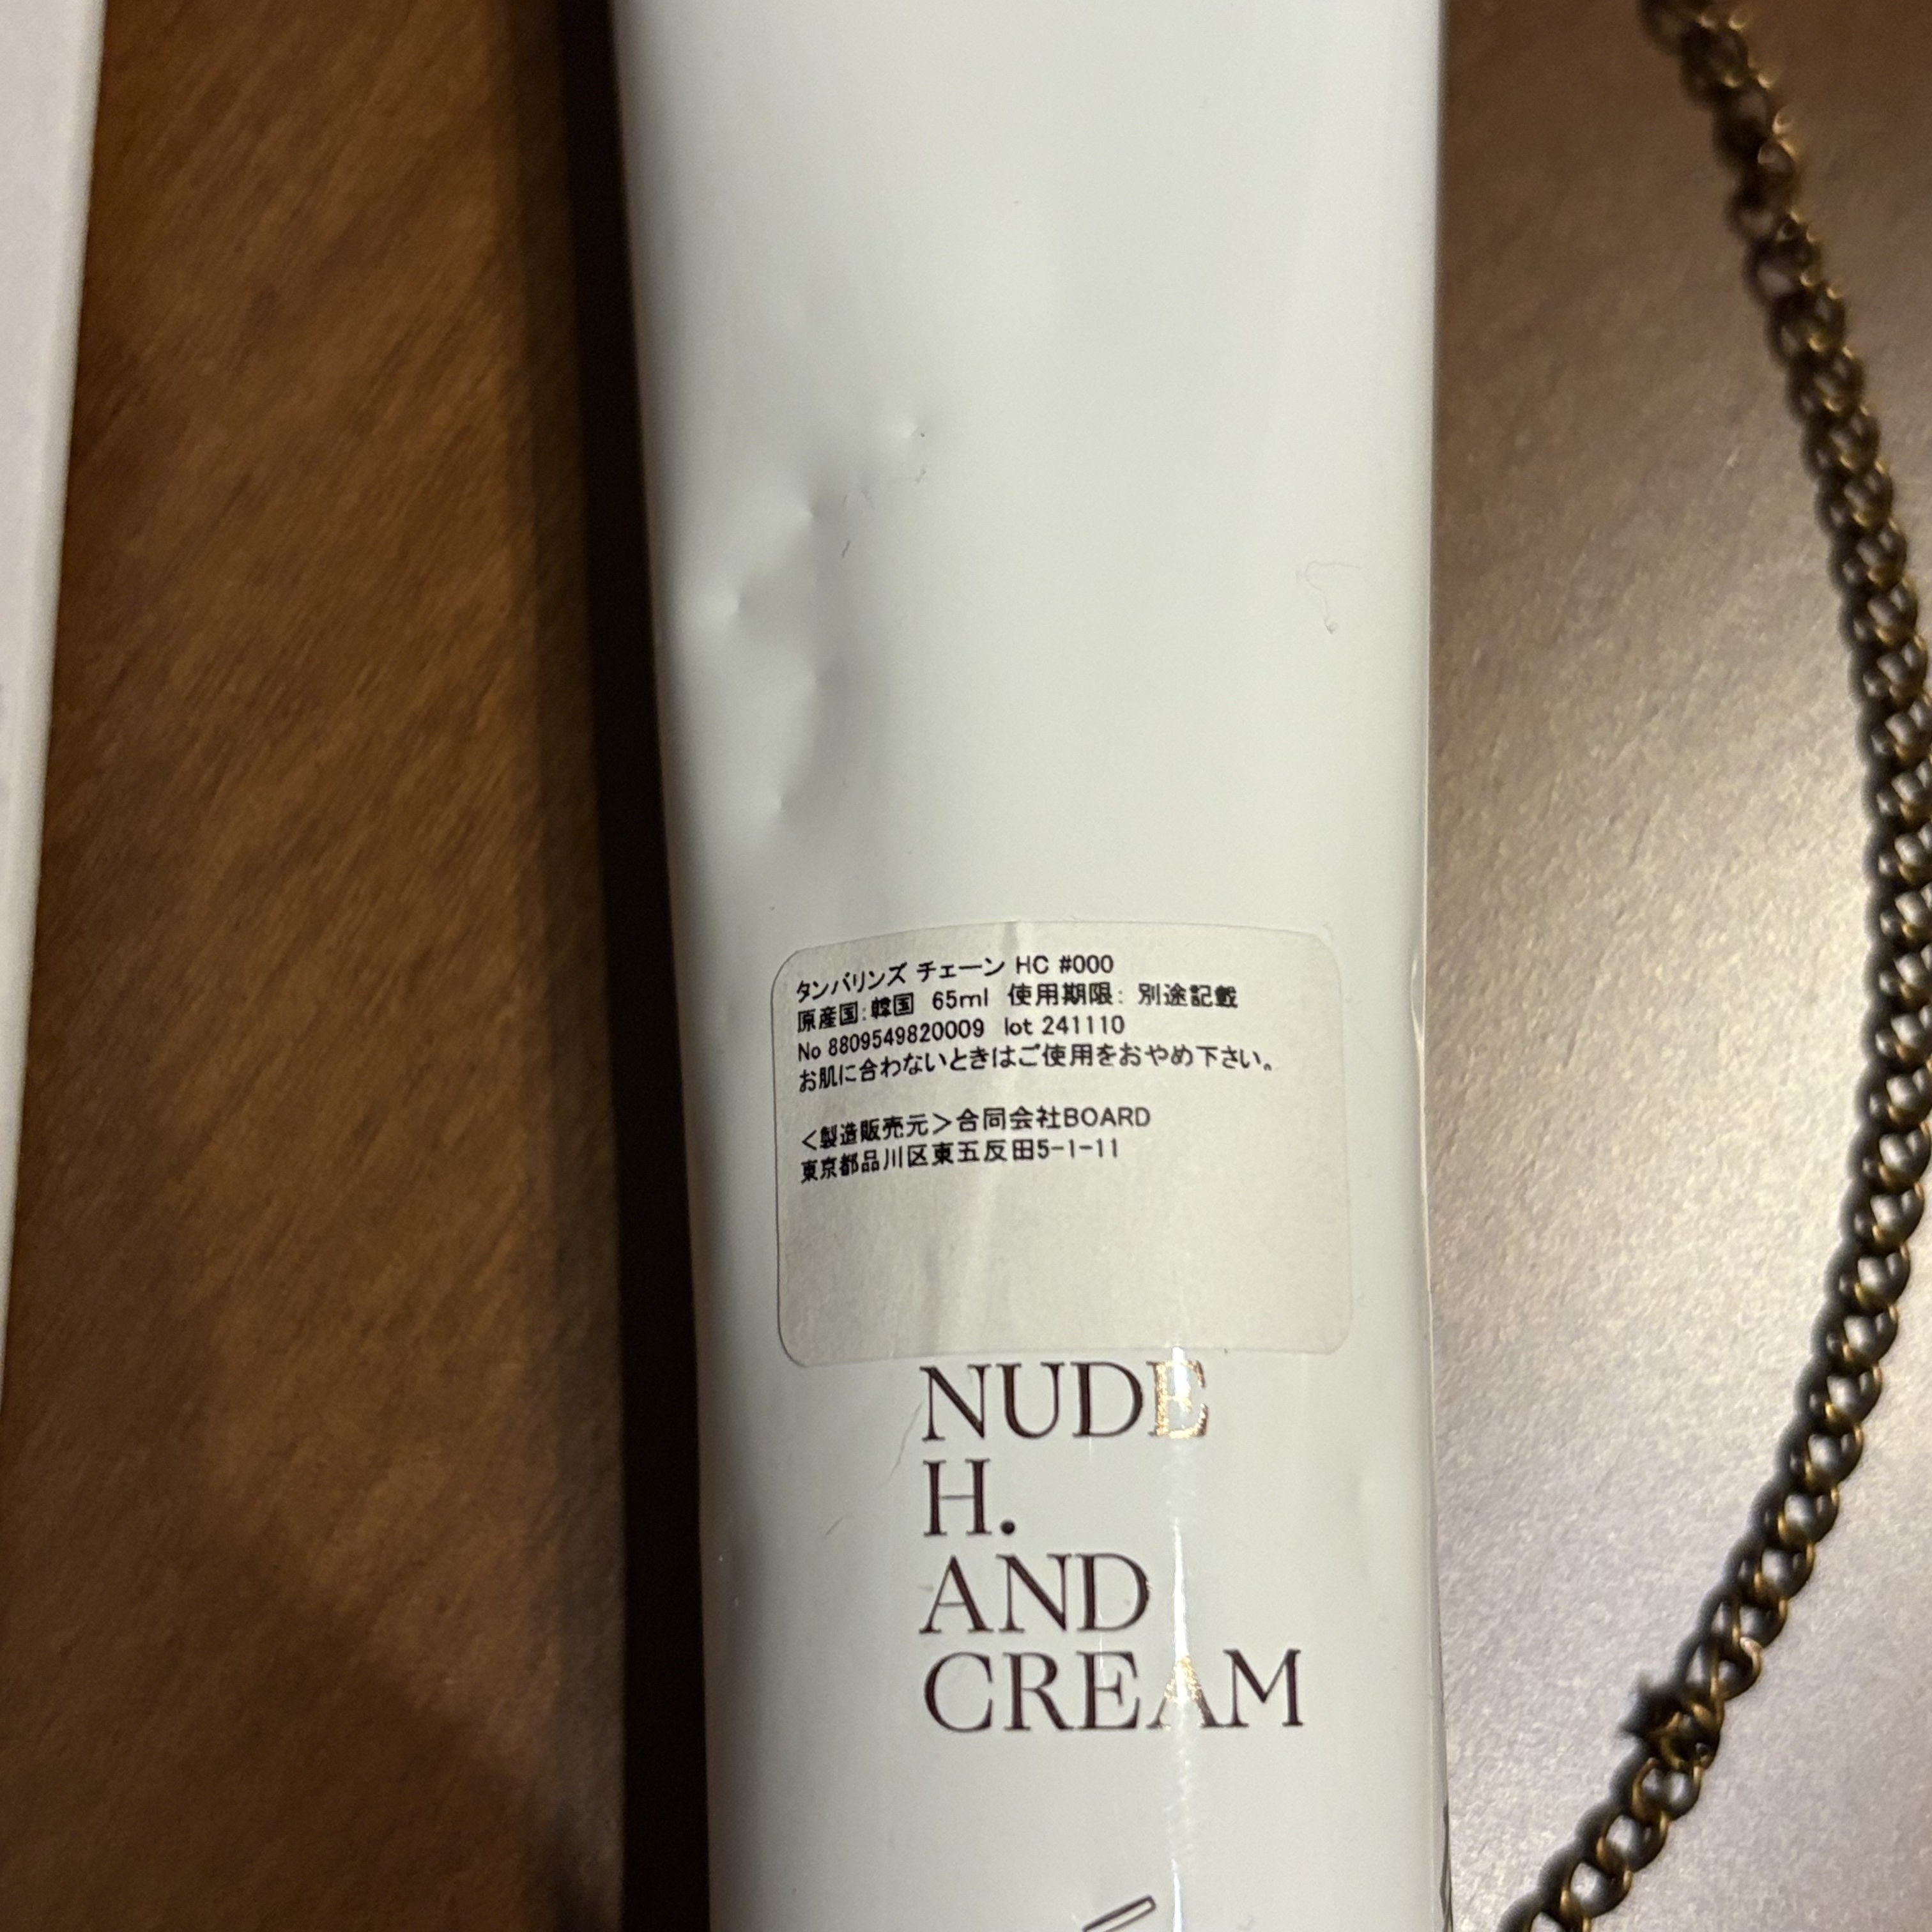 タンバリンズ チェーン HC #000
原産国:韓国 65ml 使用期限: 別途記載
No 8809549820009 lot 241110
お肌に合わないときはご使用をおやめ下さい。
＜製造販売元＞合同会社BOARD
東京都品川区東五反田5-1-11
NUDE
H.
AND
CREAM